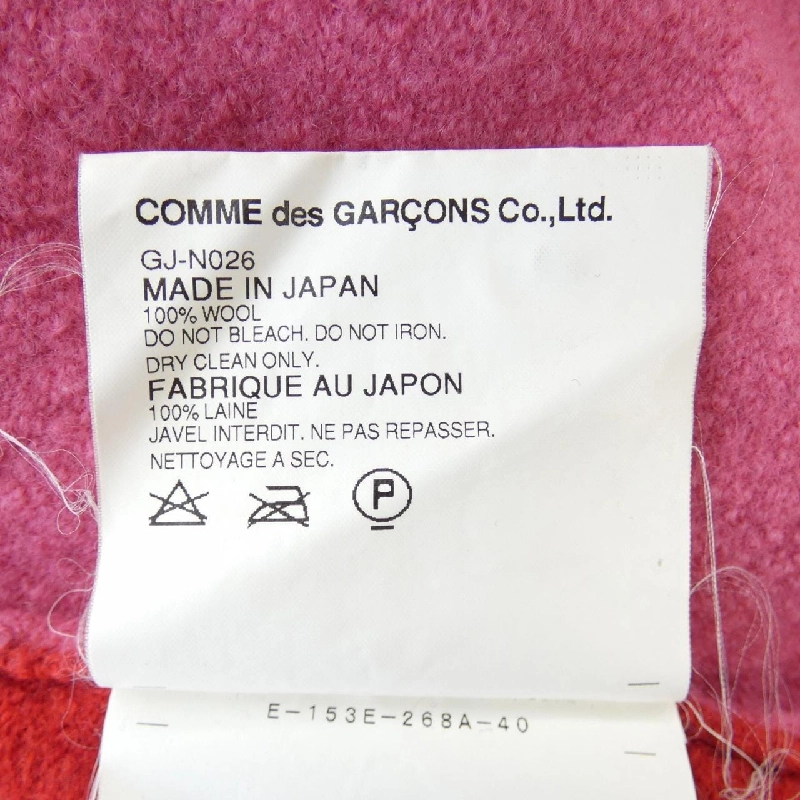 COMME des GARÇONS Co.,Ltd.
GJ-N026
MADE IN JAPAN
100% WOOL
DO NOT BLEACH. DO NOT IRON.
DRY CLEAN ONLY.
FABRIQUE AU JAPON
100% LAINE
JAVEL INTERDIT. NE PAS REPASSER.
NETTOYAGE A SEC.
P
E-153E-268A-40